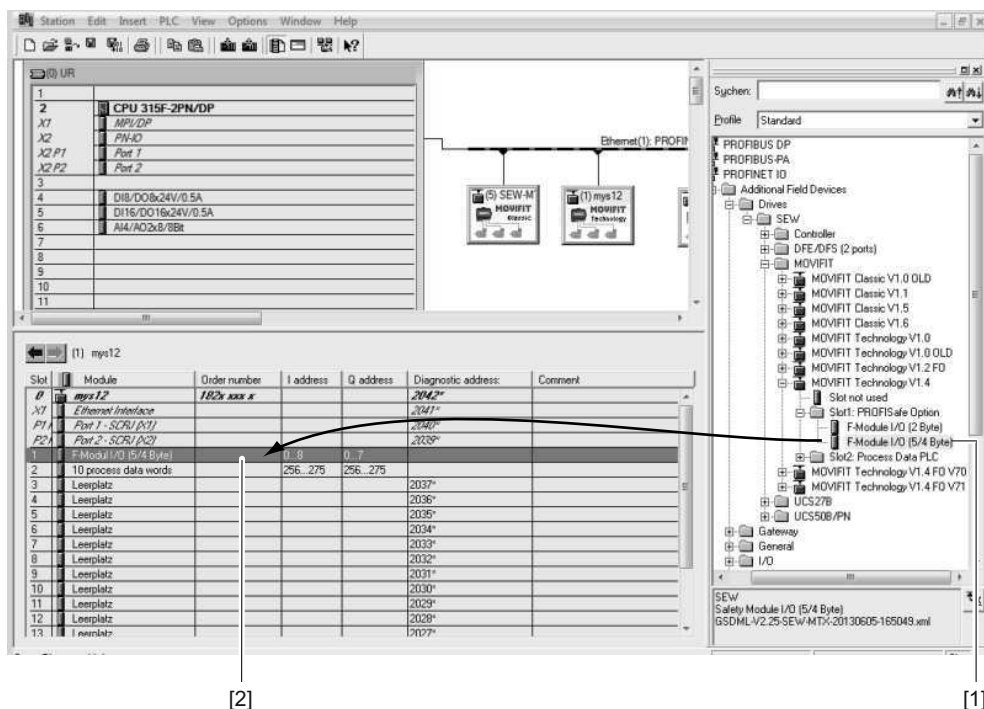 Station Edit Insert PLC View Options Window Help
(0) UR
1
2 CPU 315F-2PN/DP
X1 MPI/DP
X2 PN-IO
X2 P1 Port 1
X2 P2 Port 2
3
4 DI8/DO8x24V/0.5A
5 DI16/DO16x24V/0.5A
6 AI4/AO2x8/8Bit
7
8
9
10
11
Ethernet(1): PROFIN
(5) SEW-M
MOVIFIT
Classic
(1) mys12
MOVIFIT
Technology
(1) mys12
Slot Module Order number I address Q address Diagnostic address: Comment
0 mys12 182x xxx x 2042*
X1 Ethernet Interface 2041*
P1 Port 1 - SCRJ (X1) 2040*
P2 Port 2 - SCRJ (X2) 2039*
1 F-Modul I/O (5/4 Byte) 0...8 0...7
2 10 process data words 256...275 256...275
3 Leerplatz 2037*
4 Leerplatz 2036*
5 Leerplatz 2035*
6 Leerplatz 2034*
7 Leerplatz 2033*
8 Leerplatz 2032*
9 Leerplatz 2031*
10 Leerplatz 2030*
11 Leerplatz 2029*
12 Leerplatz 2028*
13 Leerplatz 2027*
Suchen:
Profile Standard
PROFIBUS DP
PROFIBUS-PA
PROFINET IO
Additional Field Devices
Drives
SEW
Controller
DFE/DFS (2 ports)
MOVIFIT
MOVIFIT Classic V1.0 OLD
MOVIFIT Classic V1.1
MOVIFIT Classic V1.5
MOVIFIT Classic V1.6
MOVIFIT Technology V1.0
MOVIFIT Technology V1.0 OLD
MOVIFIT Technology V1.2 FO
MOVIFIT Technology V1.4
Slot not used
Slot1: PROFISafe Option
F-Module I/O (2 Byte)
F-Module I/O (5/4 Byte)
Slot2: Process Data PLC
MOVIFIT Technology V1.4 FO V70
MOVIFIT Technology V1.4 FO V71
UCS27B
UCS50B/PN
Gateway
General
I/O
SEW
Safety Module I/O (5/4 Byte)
GSDML-V2.25-SEW-MTX-20130605-165049.xml
[2]
[1]